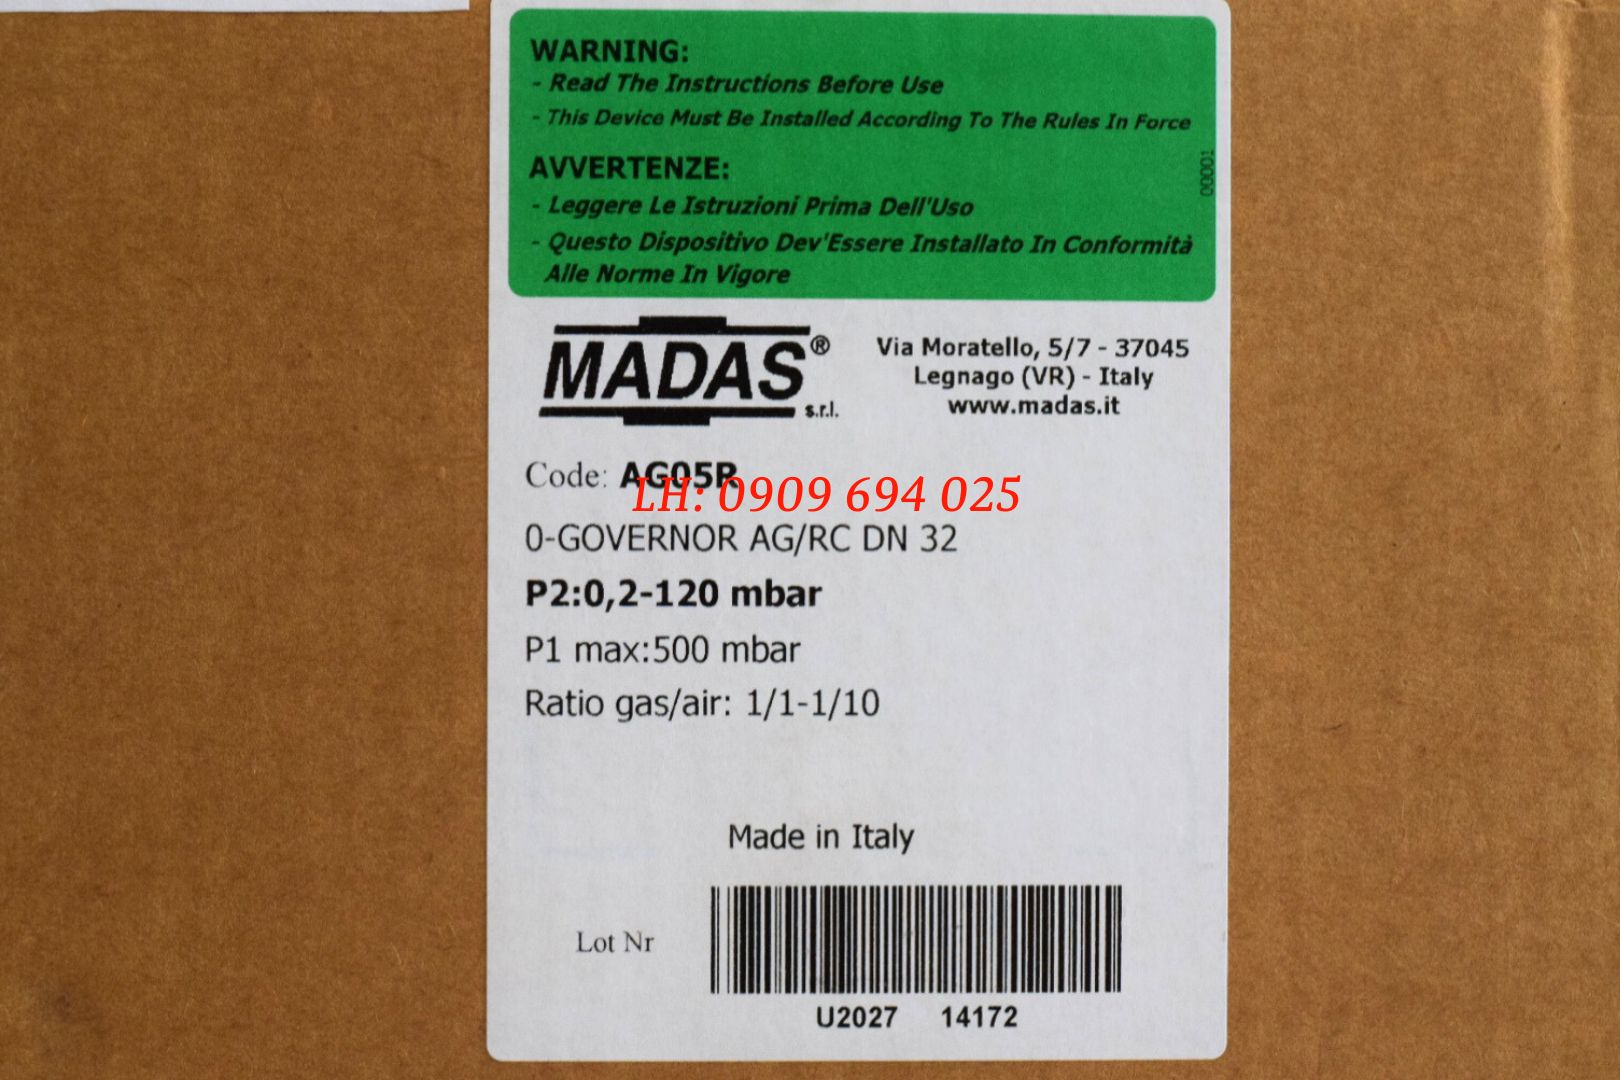 WARNING:
- Read The Instructions Before Use
- This Device Must Be Installed According To The Rules In Force
AVVERTENZE:
- Leggere Le Istruzioni Prima Dell'Uso
- Questo Dispositivo Dev'Essere Installato In Conformità
Alle Norme In Vigore
00001
MADAS®
s.r.l.
Via Moratello, 5/7 - 37045
Legnago (VR) - Italy
www.madas.it
Code: AG05R
LH: 0909 694 025
0-GOVERNOR AG/RC DN 32
P2:0,2-120 mbar
P1 max:500 mbar
Ratio gas/air: 1/1-1/10
Made in Italy
Lot Nr
U2027 14172